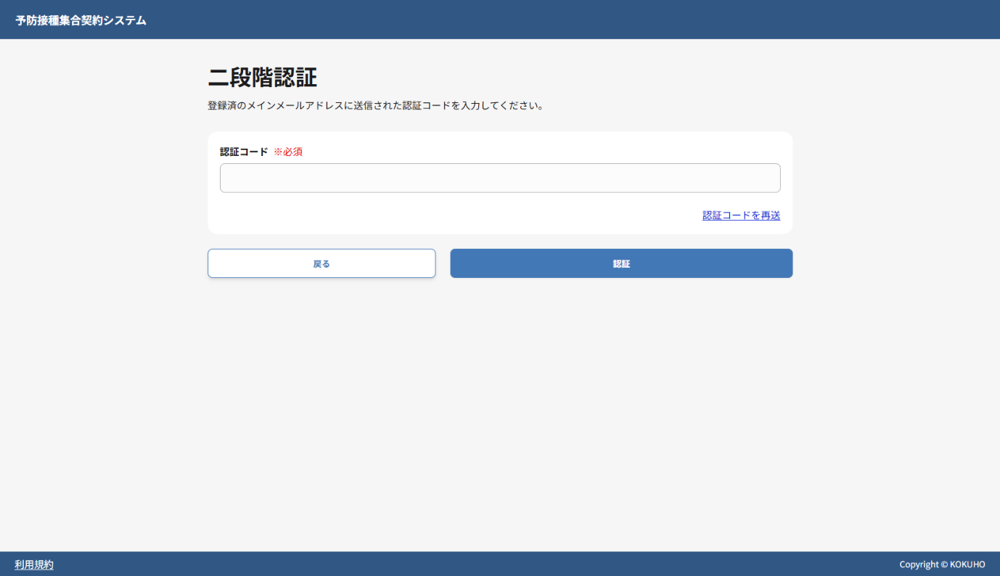 予防接種集合契約システム
二段階認証
登録済のメインメールアドレスに送信された認証コードを入力してください。
認証コード ※必須
認証コードを再送
戻る
認証
利用規約
Copyright © KOKUHO